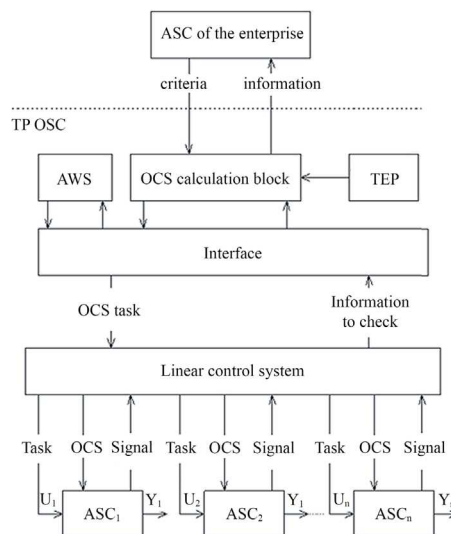 ASC of the enterprise
criteria information
TP OSC
AWS OCS calculation block TEP
Interface
OCS task
Information
to check
Linear control system
Task OCS Signal Task OCS Signal Task OCS Signal
U₁ ASC₁ Y₁ U₂ ASC₂ Y₁ Uₙ ASCₙ